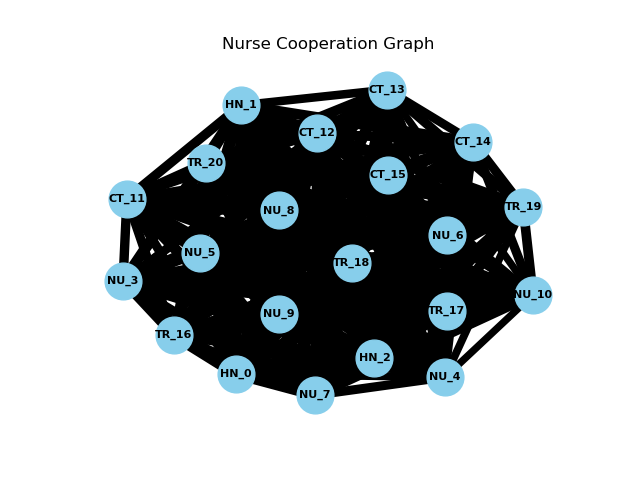 Nurse Cooperation Graph
CT_13
HN_1
CT_12
CT_14
TR_20
CT_15
CT_11
TR_19
NU_8
NU_6
NU_5
TR_18
NU_3
NU_10
TR_17
NU_9
TR_16
HN_2
HN_0
NU_4
NU_7